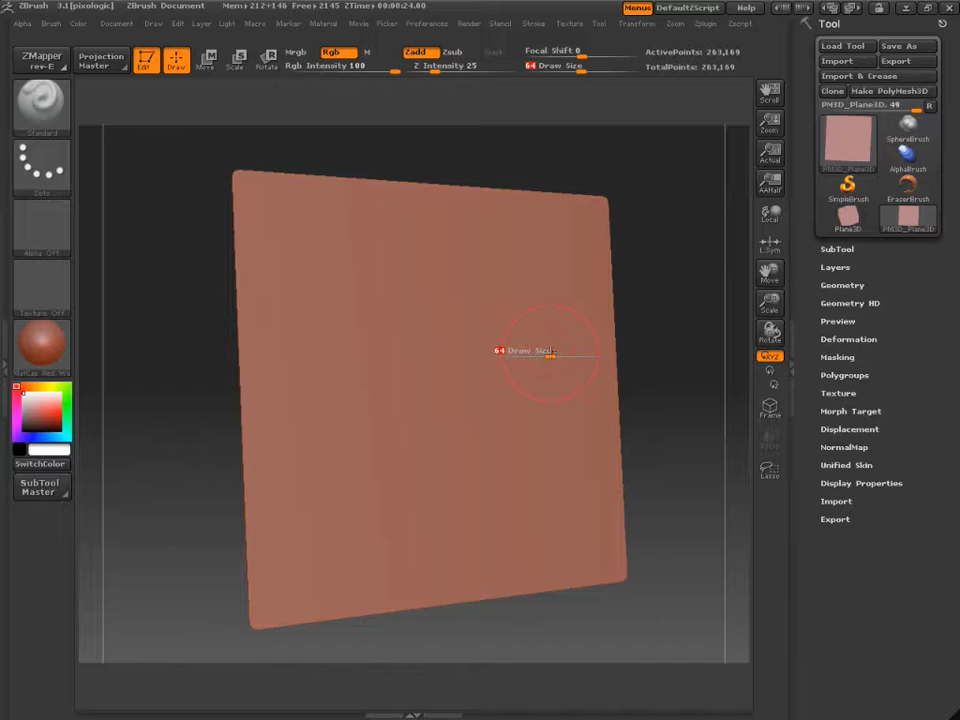 ZBrush 3.1[pixologic] ZBrush Document Mem▸212+146 Free▸2145 ZTime▸00:00:24.00
Menus DefaultZScript Help
Alpha Brush Color Document Draw Edit Layer Light Macro Marker Material Movie Picker Preferences Render Stencil Stroke Texture Tool Transform Zoom Zplugin Zscript
ZMapper
rev-E
Projection
Master
Edit
Draw
Move
Scale
Rotate
Mrgb
Rgb
M
Rgb Intensity 100
Zadd
Zsub
Z Intensity 25
Focal Shift 0
64 Draw Size
ActivePoints: 263,169
TotalPoints: 263,169
Standard
Dots
Alpha Off
Texture Off
SwitchColor
SubTool
Master
64 Draw Size
Scroll
Zoom
Actual
AAHalf
Local
L.Sym
Move
Scale
Rotate
XYZ
Frame
Lasso
Tool
Load Tool Save As
Import Export
Import & Crease
Clone Make PolyMesh3D
PM3D_Plane3D. 49 R
PM3D_Plane3D
SphereBrush
AlphaBrush
SimpleBrush
EraserBrush
Plane3D
PM3D_Plane3D
SubTool
Layers
Geometry
Geometry HD
Preview
Deformation
Masking
Polygroups
Texture
Morph Target
Displacement
NormalMap
Unified Skin
Display Properties
Import
Export